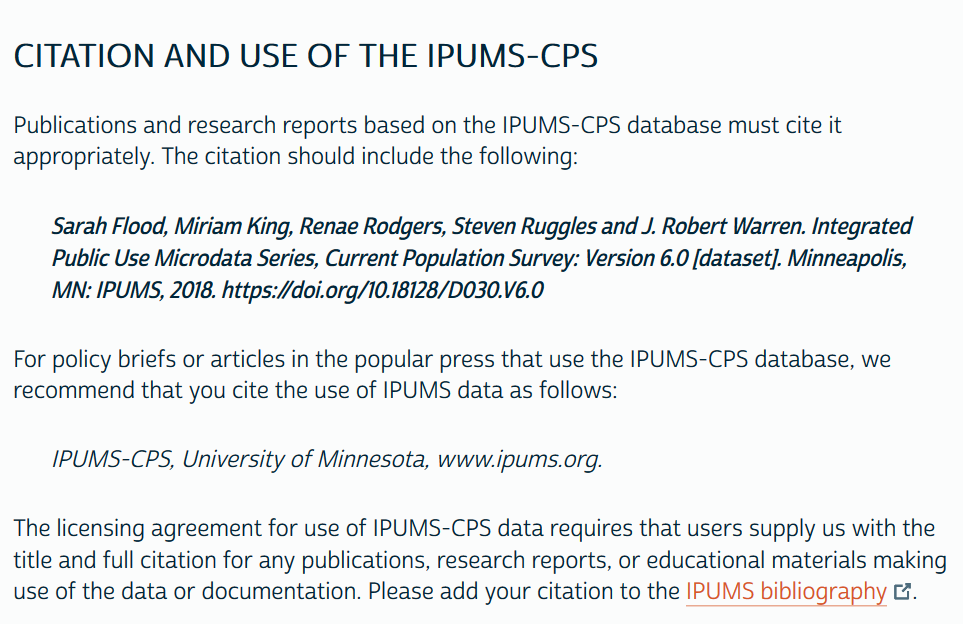 CITATION AND USE OF THE IPUMS-CPS
Publications and research reports based on the IPUMS-CPS database must cite it
appropriately. The citation should include the following:
Sarah Flood, Miriam King, Renae Rodgers, Steven Ruggles and J. Robert Warren. Integrated
Public Use Microdata Series, Current Population Survey: Version 6.0 [dataset]. Minneapolis,
MN: IPUMS, 2018. https://doi.org/10.18128/D030.V6.0
For policy briefs or articles in the popular press that use the IPUMS-CPS database, we
recommend that you cite the use of IPUMS data as follows:
IPUMS-CPS, University of Minnesota, www.ipums.org.
The licensing agreement for use of IPUMS-CPS data requires that users supply us with the
title and full citation for any publications, research reports, or educational materials making
use of the data or documentation. Please add your citation to the IPUMS bibliography.